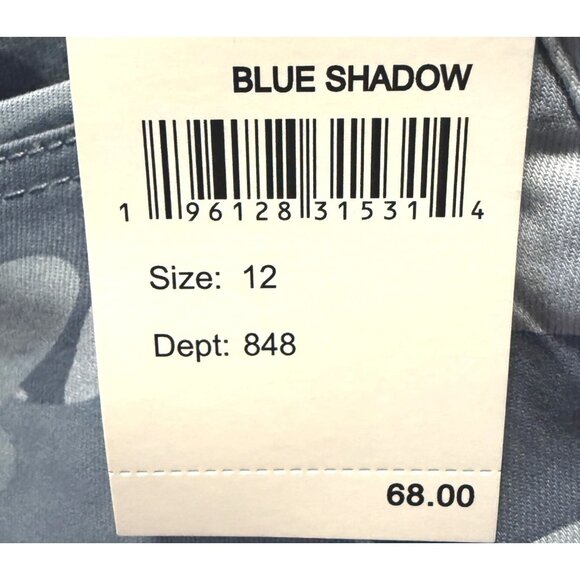 BLUE SHADOW
1 96128 31531 4
Size: 12
Dept: 848
68.00